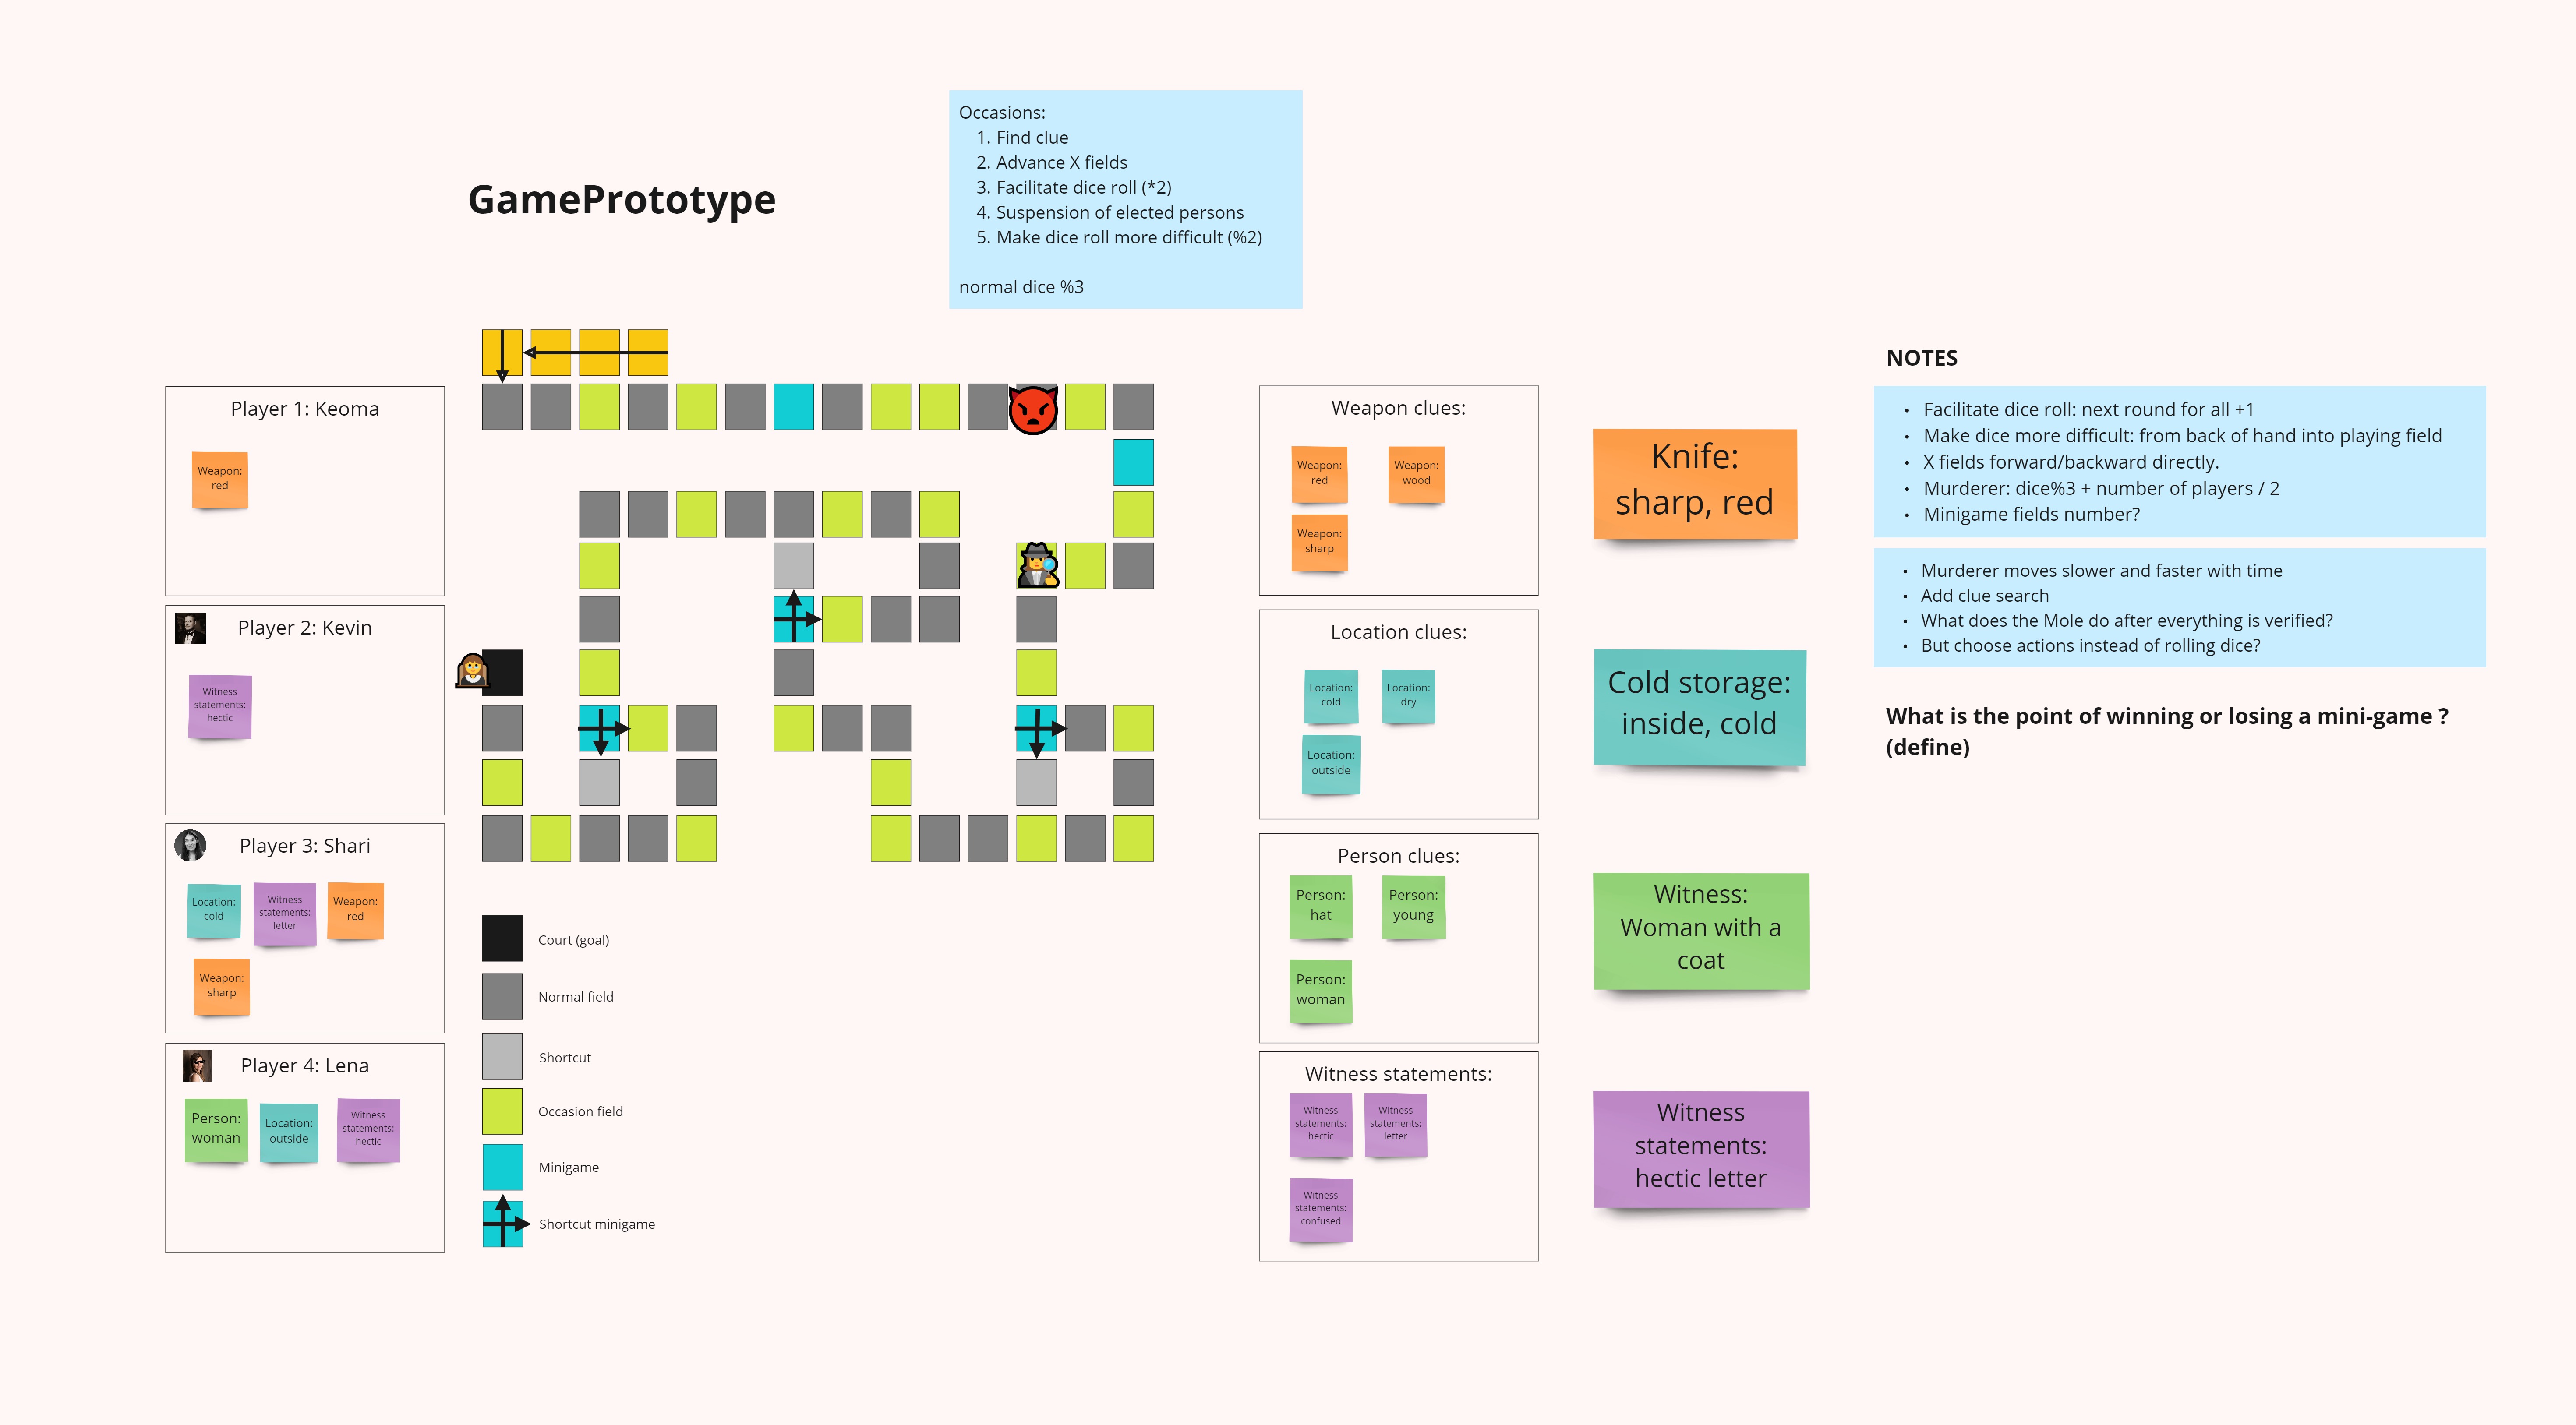 GamePrototype
Occasions:
1. Find clue
2. Advance X fields
3. Facilitate dice roll (*2)
4. Suspension of elected persons
5. Make dice roll more difficult (%2)
normal dice %3
Player 1: Keoma
Weapon:
red
Player 2: Kevin
Witness
statements:
hectic
Player 3: Shari
Location:
cold
Witness
statements:
letter
Weapon:
red
Weapon:
sharp
Player 4: Lena
Person:
woman
Location:
outside
Witness
statements:
hectic
Court (goal)
Normal field
Shortcut
Occasion field
Minigame
Shortcut minigame
Weapon clues:
Weapon:
red
Weapon:
wood
Weapon:
sharp
Location clues:
Location:
cold
Location:
dry
Location:
outside
Person clues:
Person:
hat
Person:
young
Person:
woman
Witness statements:
Witness
statements:
hectic
Witness
statements:
letter
Witness
statements:
confused
Knife:
sharp, red
Cold storage:
inside, cold
Witness:
Woman with a
coat
Witness
statements:
hectic letter
NOTES
• Facilitate dice roll: next round for all +1
• Make dice more difficult: from back of hand into playing field
• X fields forward/backward directly.
• Murderer: dice%3 + number of players / 2
• Minigame fields number?
• Murderer moves slower and faster with time
• Add clue search
• What does the Mole do after everything is verified?
• But choose actions instead of rolling dice?
What is the point of winning or losing a mini-game ?
(define)